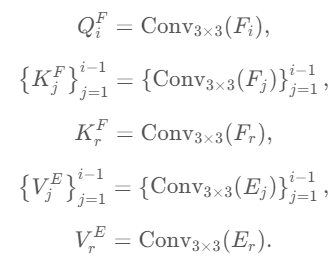 Q_i^F = Conv_{3×3}(F_i),
{K_j^F}_{j=1}^{i-1} = {Conv_{3×3}(F_j)}_{j=1}^{i-1},
K_r^F = Conv_{3×3}(F_r),
{V_j^E}_{j=1}^{i-1} = {Conv_{3×3}(E_j)}_{j=1}^{i-1},
V_r^E = Conv_{3×3}(E_r).